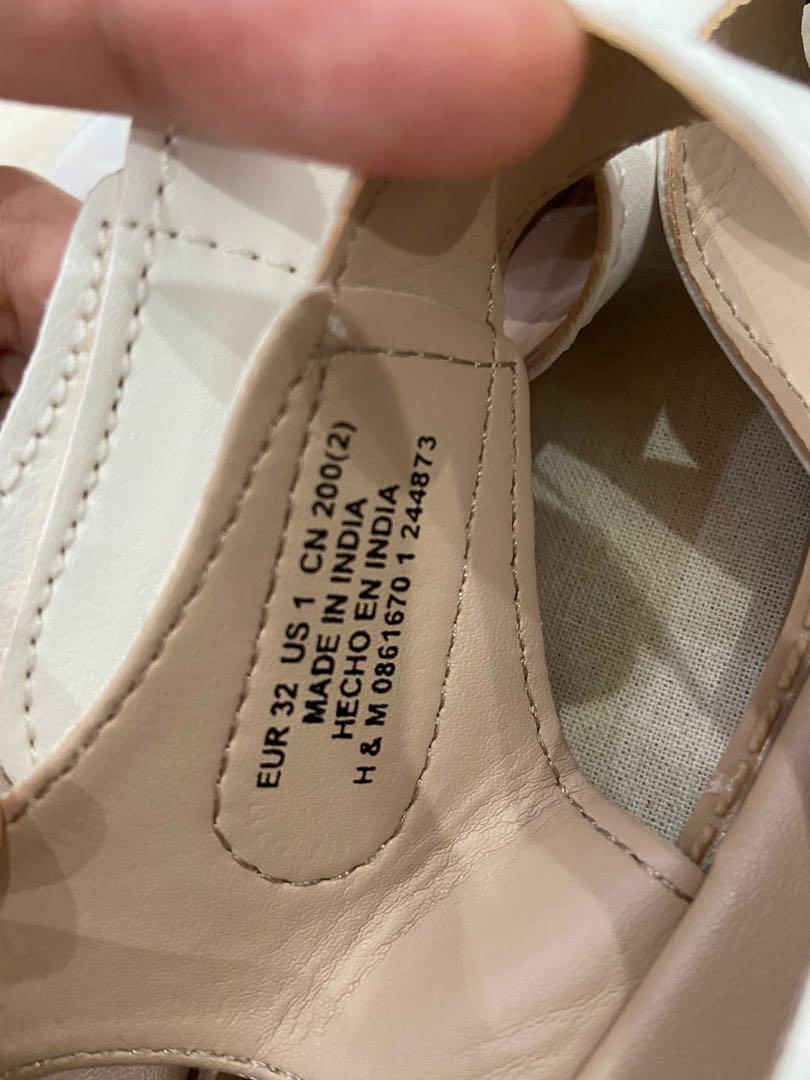 EUR 32 US 1 CN 200(2)
MADE IN INDIA
HECHO EN INDIA
H & M 0861670 1 244873